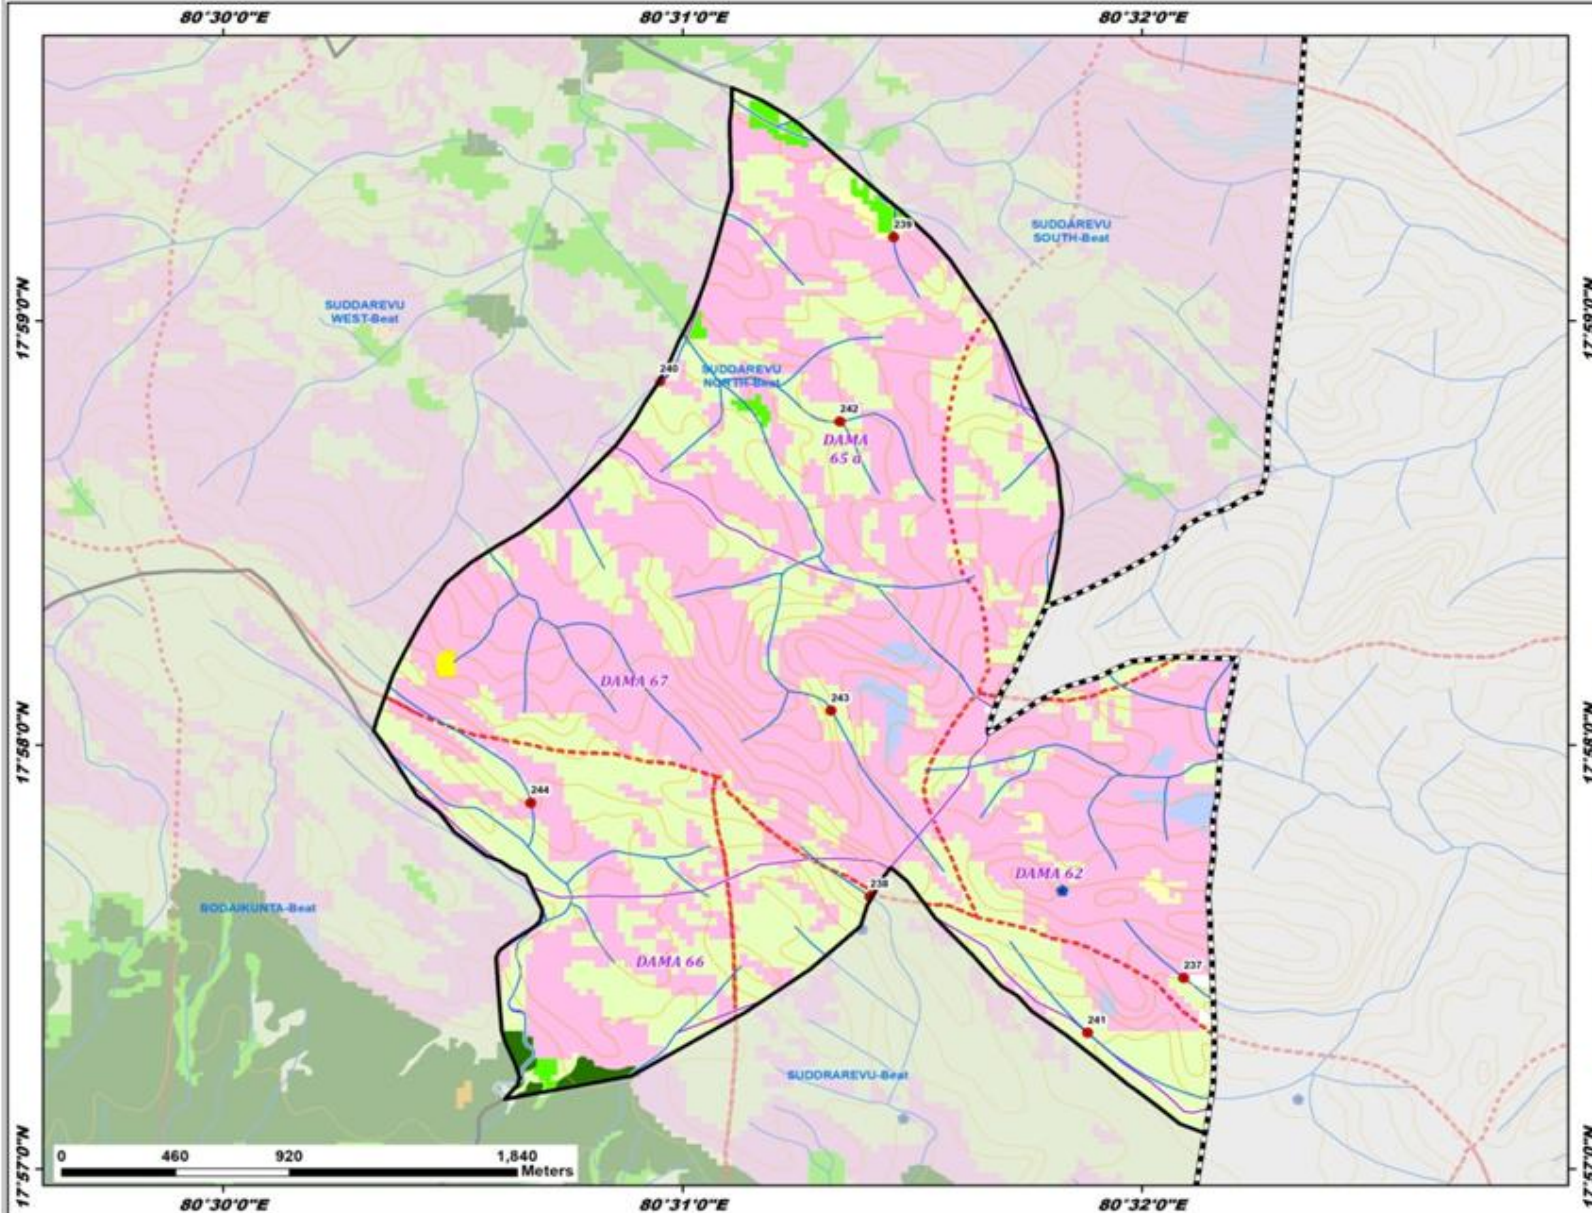 80°30'0"E
80°31'0"E
80°32'0"E
SUDDAREVU
SOUTH-Beat
239
SUDDAREVU
WEST-Beat
17°59'0"N
17°59'0"N
240
SUDDAREVU
NORTH-Beat
242
DAMA
65 a
DAMA 67
243
17°58'0"N
17°58'0"N
244
DAMA 62
238
BODAIKUNTA-Beat
DAMA 66
237
241
SUDDRAREVU-Beat
17°57'0"N
17°57'0"N
0
460
920
1,840
Meters
80°30'0"E
80°31'0"E
80°32'0"E